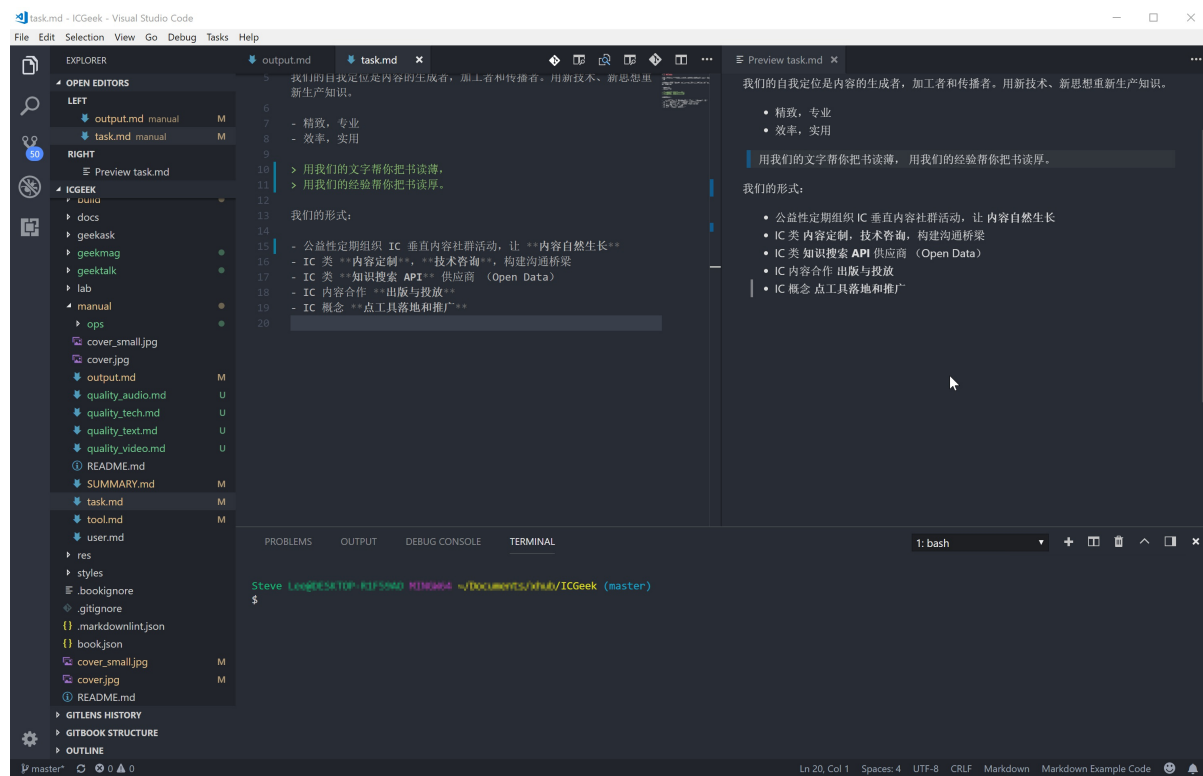 task.md - ICGeek - Visual Studio Code
File Edit Selection View Go Debug Tasks Help
EXPLORER
OPEN EDITORS
LEFT
output.md manual M
task.md manual M
RIGHT
Preview task.md
50
ICGEEK
build
docs
geekask
geekmag
geektalk
lab
manual
ops
cover_small.jpg
cover.jpg
output.md M
quality_audio.md U
quality_tech.md U
quality_text.md U
quality_video.md U
README.md
SUMMARY.md M
task.md M
tool.md M
user.md
res
styles
.bookignore
.gitignore
.markdownlint.json
book.json
cover_small.jpg M
cover.jpg M
README.md
GITLENS HISTORY
GITBOOK STRUCTURE
OUTLINE
output.md task.md
5 我们的自我定位是内容的生成者，加工者和传播者。用新技术、新思想重
新生产知识。
6
7 - 精致，专业
8 - 效率，实用
9
10 > 用我们的文字帮你把书读薄，
11 > 用我们的经验帮你把书读厚。
12
13 我们的形式：
14
15 - 公益性定期组织 IC 垂直内容社群活动，让 **内容自然生长**
16 - IC 类 **内容定制**，**技术咨询**，构建沟通桥梁
17 - IC 类 **知识搜索 API** 供应商 （Open Data）
18 - IC 内容合作 **出版与投放**
19 - IC 概念 **点工具落地和推广**
20
Preview task.md
我们的自我定位是内容的生成者，加工者和传播者。用新技术、新思想重新生产知识。
• 精致，专业
• 效率，实用
用我们的文字帮你把书读薄， 用我们的经验帮你把书读厚。
我们的形式：
• 公益性定期组织 IC 垂直内容社群活动，让 内容自然生长
• IC 类 内容定制，技术咨询，构建沟通桥梁
• IC 类 知识搜索 API 供应商 （Open Data）
• IC 内容合作 出版与投放
• IC 概念 点工具落地和推广
PROBLEMS OUTPUT DEBUG CONSOLE TERMINAL
1: bash
Steve /ICGeek (master)
$
master* 0 0
Ln 20, Col 1 Spaces: 4 UTF-8 CRLF Markdown Markdown Example Code